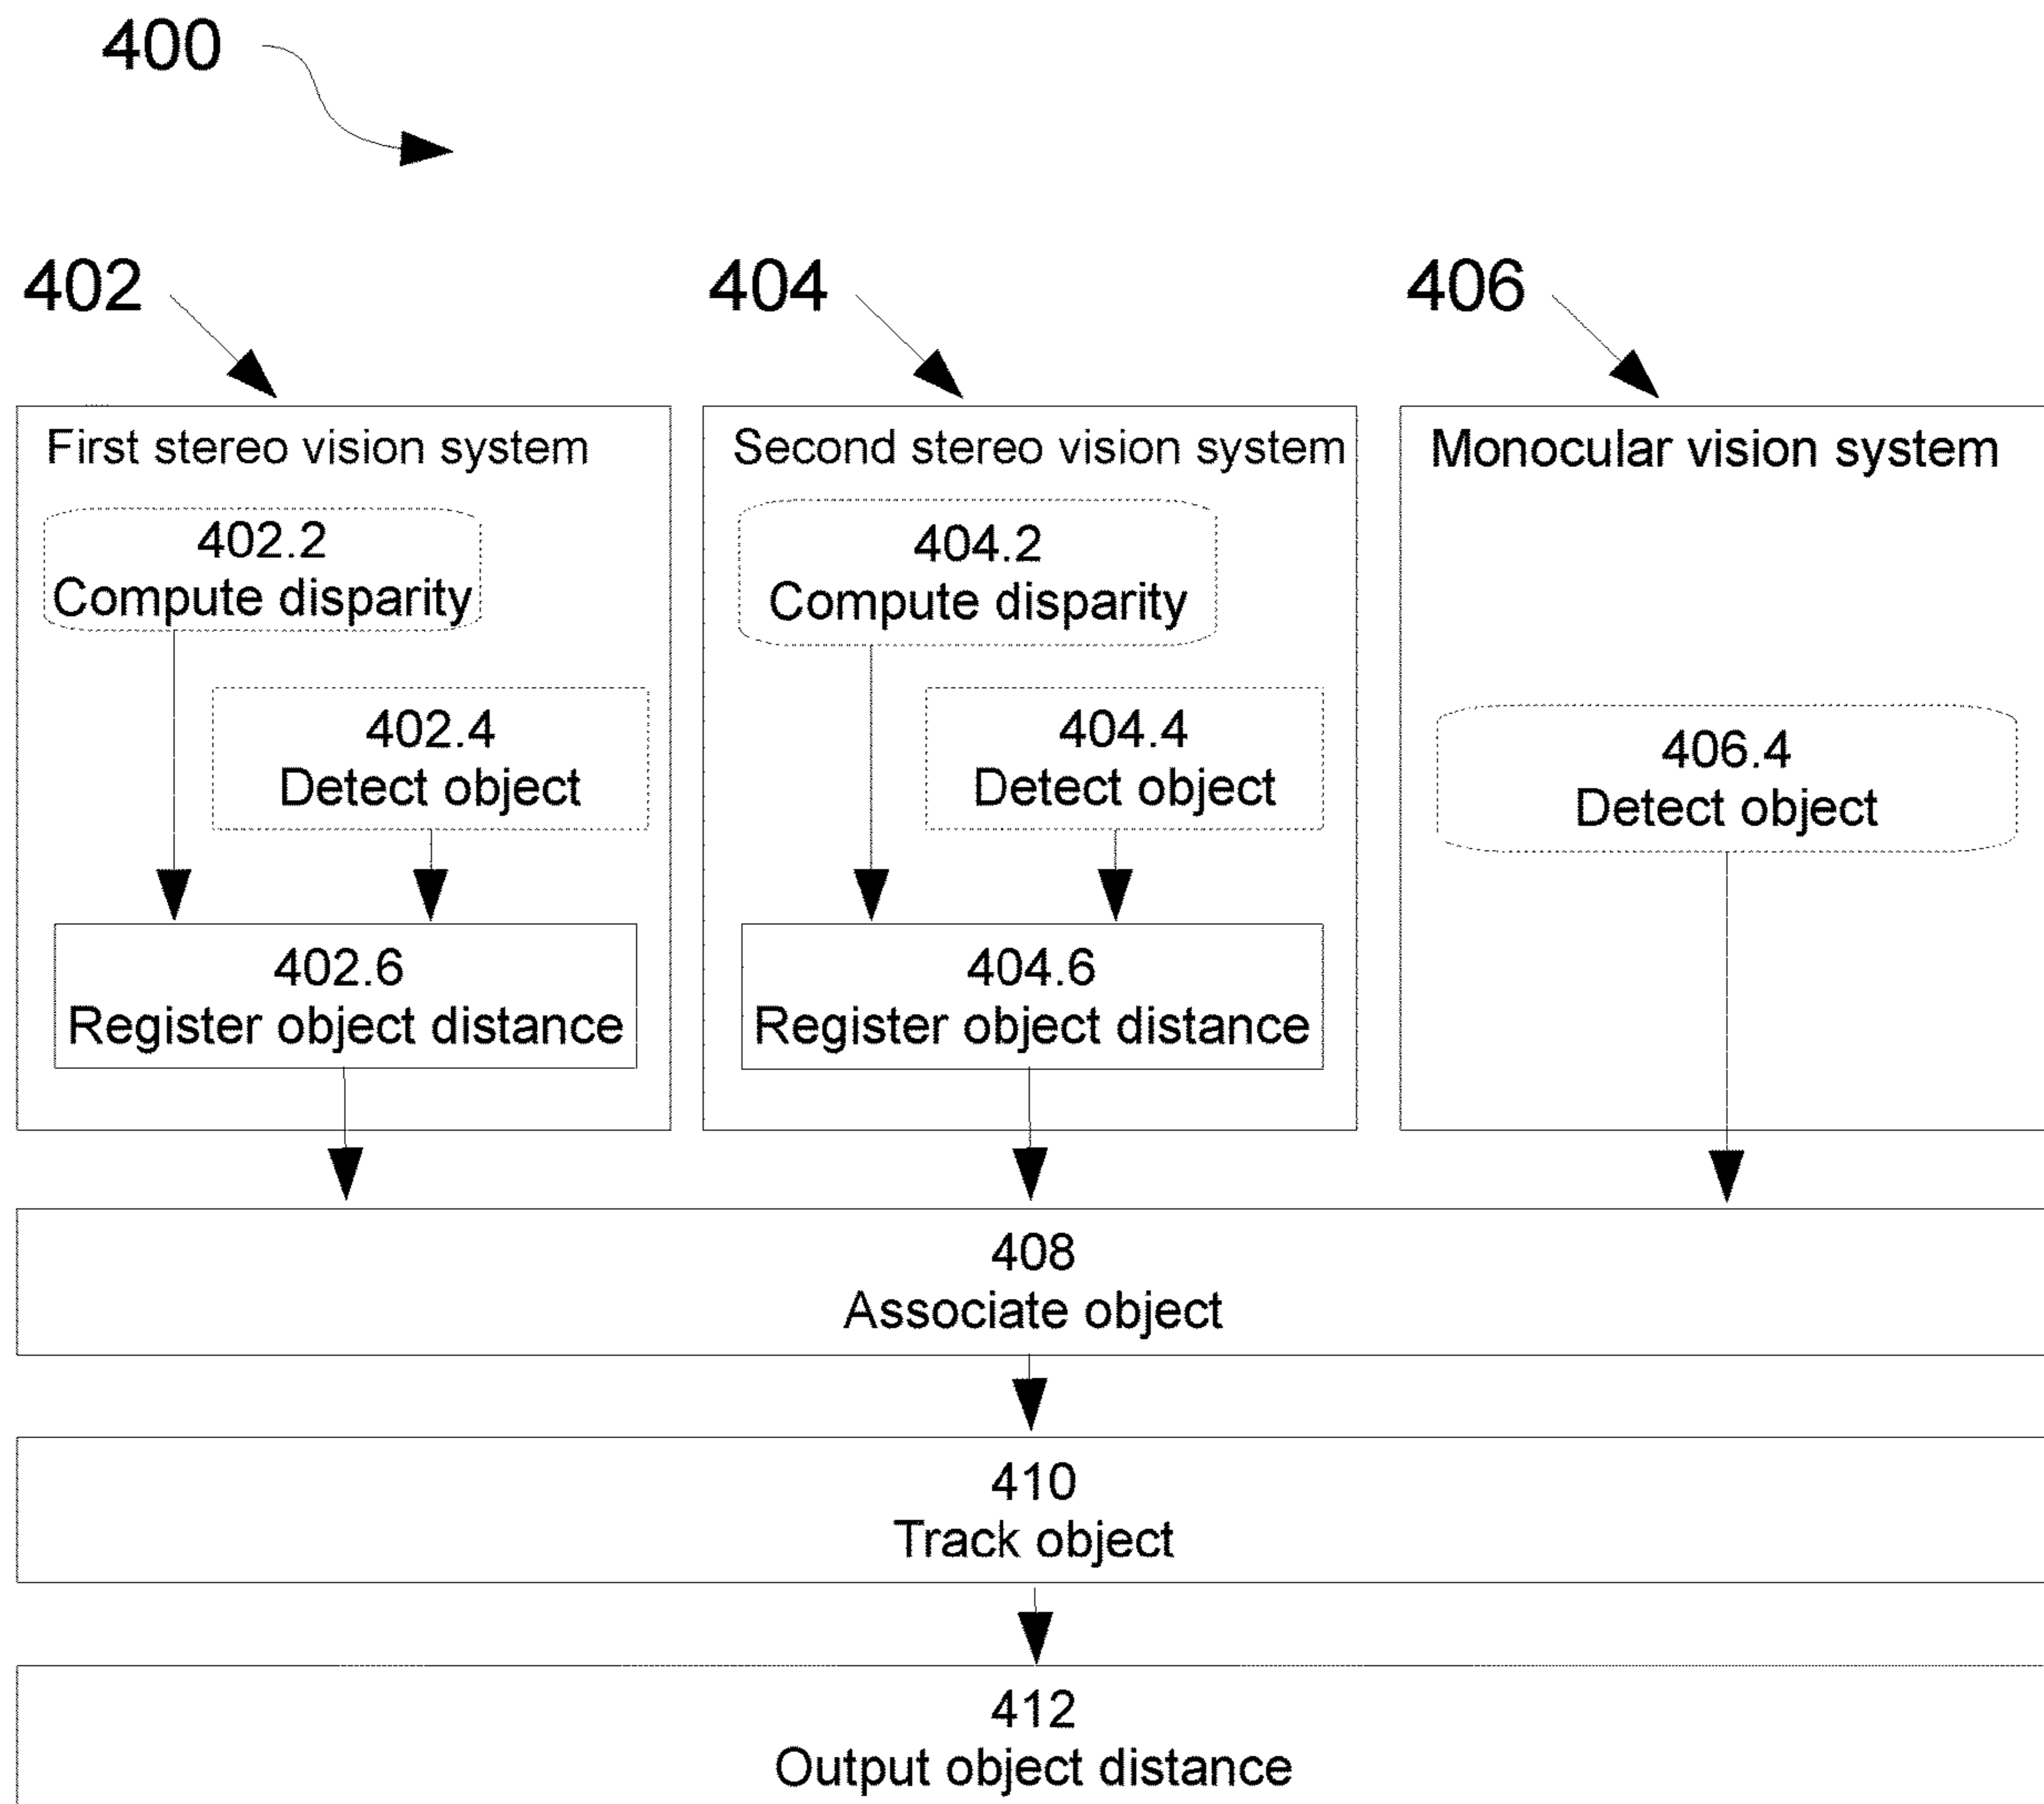 400
402
404
406
First stereo vision system
Second stereo vision system
Monocular vision system
402.2
Compute disparity
404.2
Compute disparity
402.4
Detect object
404.4
Detect object
406.4
Detect object
402.6
Register object distance
404.6
Register object distance
408
Associate object
410
Track object
412
Output object distance